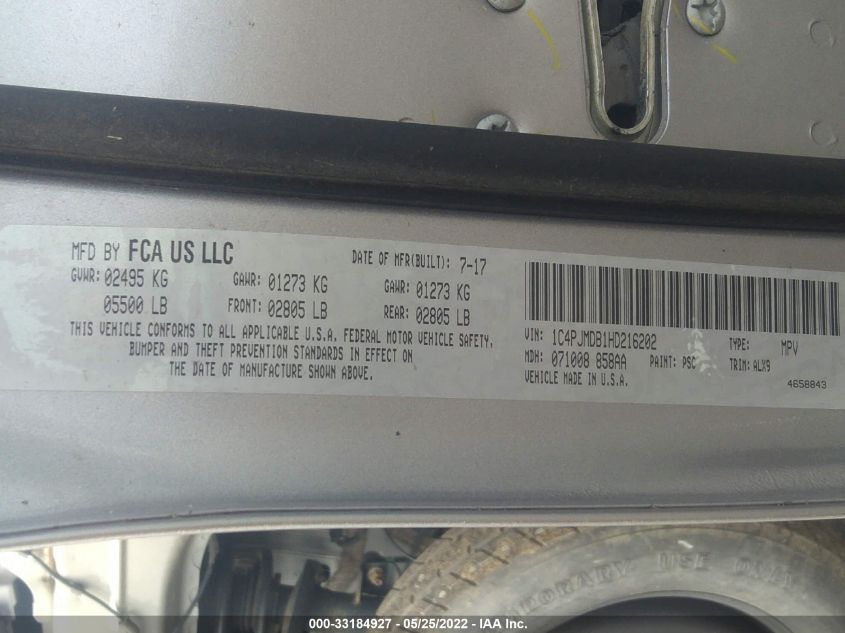 MFD BY FCA US LLC DATE OF MFR(BUILT): 7-17
GVWR: 02495 KG GAWR: 01273 KG GAWR: 01273 KG
05500 LB FRONT: 02805 LB REAR: 02805 LB
THIS VEHICLE CONFORMS TO ALL APPLICABLE U.S.A. FEDERAL MOTOR VEHICLE SAFETY,
BUMPER AND THEFT PREVENTION STANDARDS IN EFFECT ON
THE DATE OF MANUFACTURE SHOWN ABOVE.
VIN: 1C4PJMDB1HD216202 TYPE: MPV
MDH: 071008 858AA PAINT: PSC TRIM: ALX9
VEHICLE MADE IN U.S.A. 4658843
TEMPORARY USE ONLY
000-33184927 - 05/25/2022 - IAA Inc.